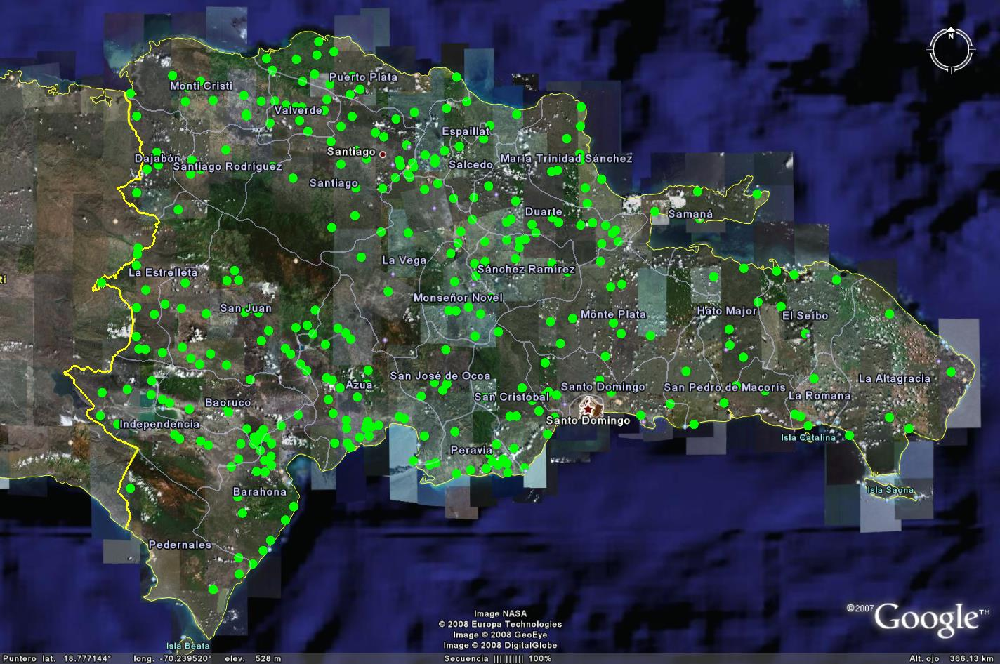 N
Puerto Plata
Monti Cristi
Valverde
Espaillat
Santiago
Dajabón
Santiago Rodríguez
María Trinidad Sánchez
Salcedo
Santiago
Duarte
Samaná
La Vega
La Estrelleta
Sánchez Ramírez
Monseñor Novel
San Juan
Monte Plata
Hato Major
El Seíbo
San José de Ocoa
La Altagracia
Azua
Santo Domingo
San Pedro de Macorís
San Cristóbal
La Romana
Baoruco
Santo Domingo
Independencia
Isla Catalina
Peravia
Barahona
Isla Saona
Pedernales
Isla Beata
©2007 Google™
Image NASA
© 2008 Europa Technologies
Image © 2008 GeoEye
Image © 2008 DigitalGlobe
Puntero lat. 18.777144° long. -70.239520° elev. 528 m Secuencia |||||||||| 100% Alt. ojo 366.13 km